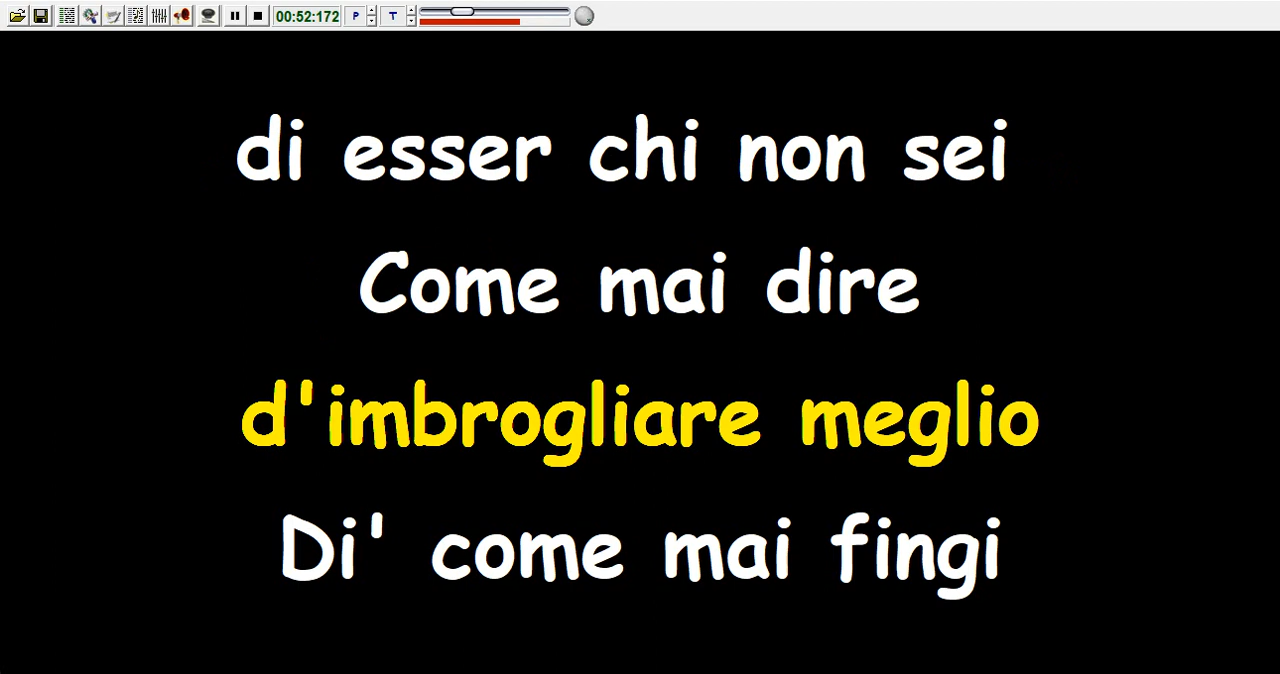 00:52:172 P T
di esser chi non sei
Come mai dire
d'imbrogliare meglio
Di' come mai fingi